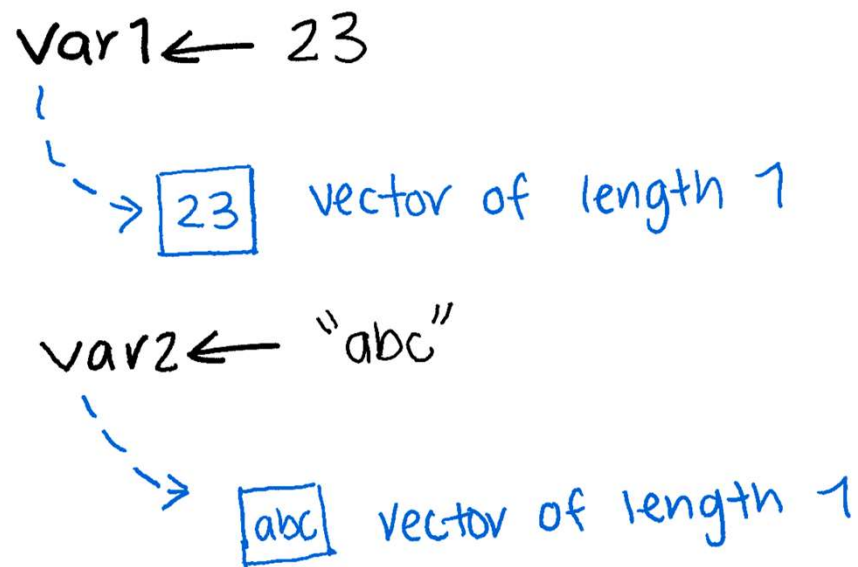 var1 ← 23
23 vector of length 1
var2 ← "abc"
abc vector of length 1